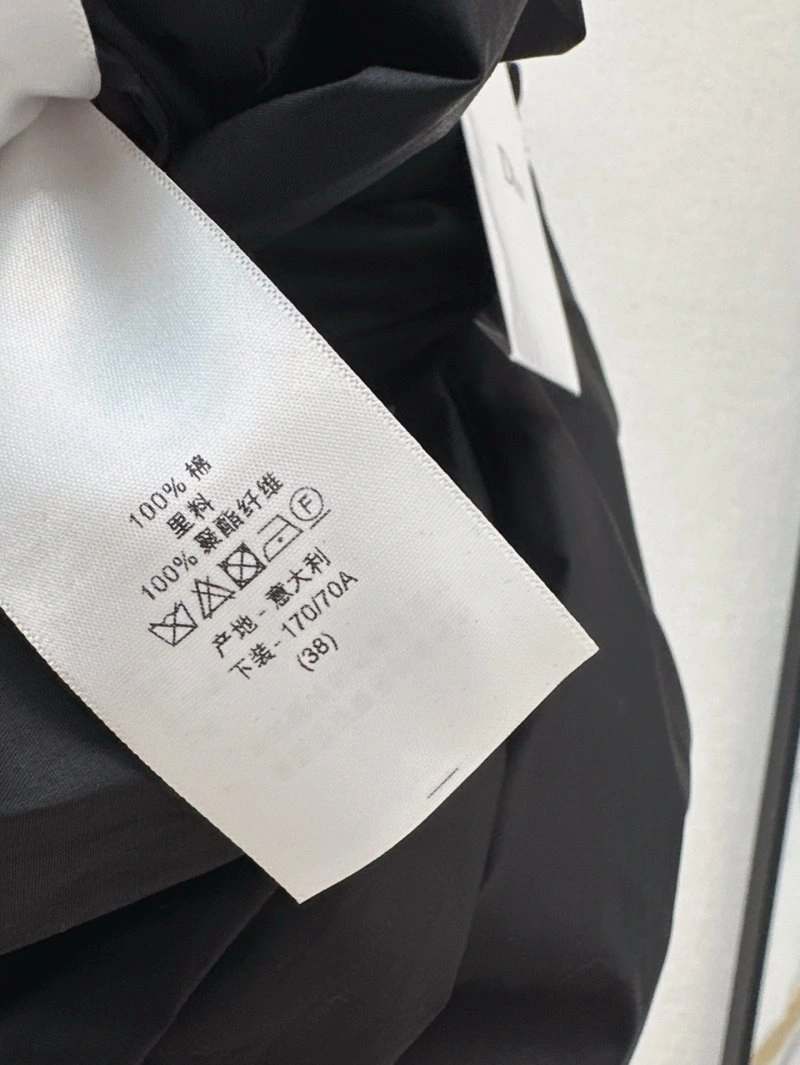 100% 棉
里料
100% 聚酯纤维
F
产地 - 意大利
下装 - 170/70A
(38)